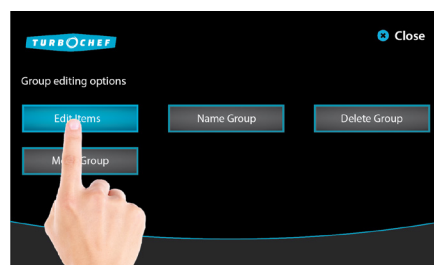 TURBOCHEF
Close
Group editing options
Edit Items
Name Group
Delete Group
Group